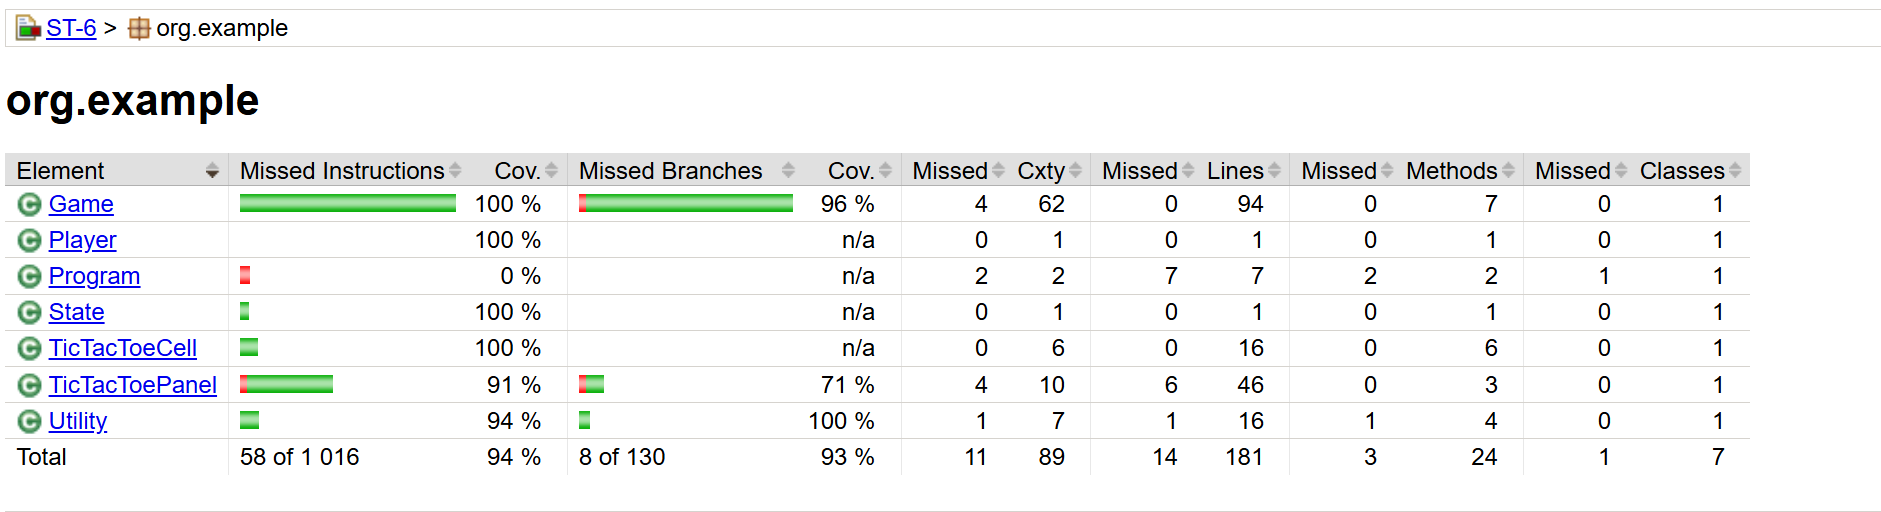 ST-6 > org.example
org.example
Element Missed Instructions Cov. Missed Branches Cov. Missed Cxty Missed Lines Missed Methods Missed Classes
Game 100 % 96 % 4 62 0 94 0 7 0 1
Player 100 % n/a 0 1 0 1 0 1 0 1
Program 0 % n/a 2 2 7 7 2 2 1 1
State 100 % n/a 0 1 0 1 0 1 0 1
TicTacToeCell 100 % n/a 0 6 0 16 0 6 0 1
TicTacToePanel 91 % 71 % 4 10 6 46 0 3 0 1
Utility 94 % 100 % 1 7 1 16 1 4 0 1
Total 58 of 1 016 94 % 8 of 130 93 % 11 89 14 181 3 24 1 7